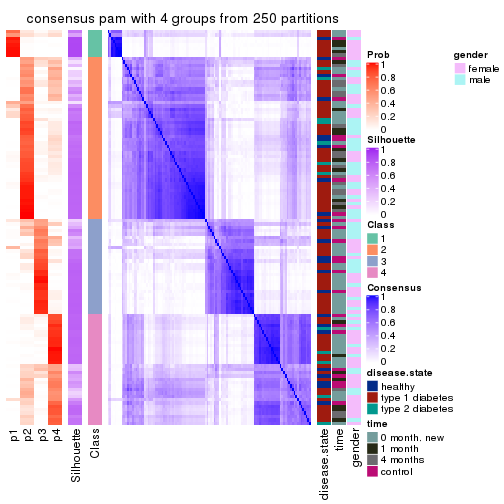 consensus pam with 4 groups from 250 partitions
p1
p2
p3
p4
Silhouette
Class
disease.state
time
gender
Prob
1
0.8
0.6
0.4
0.2
0
Silhouette
1
0.8
0.6
0.4
0.2
0
Class
1
2
3
4
Consensus
1
0.8
0.6
0.4
0.2
0
disease.state
healthy
type 1 diabetes
type 2 diabetes
time
0 month. new
1 month
4 months
control
gender
female
male